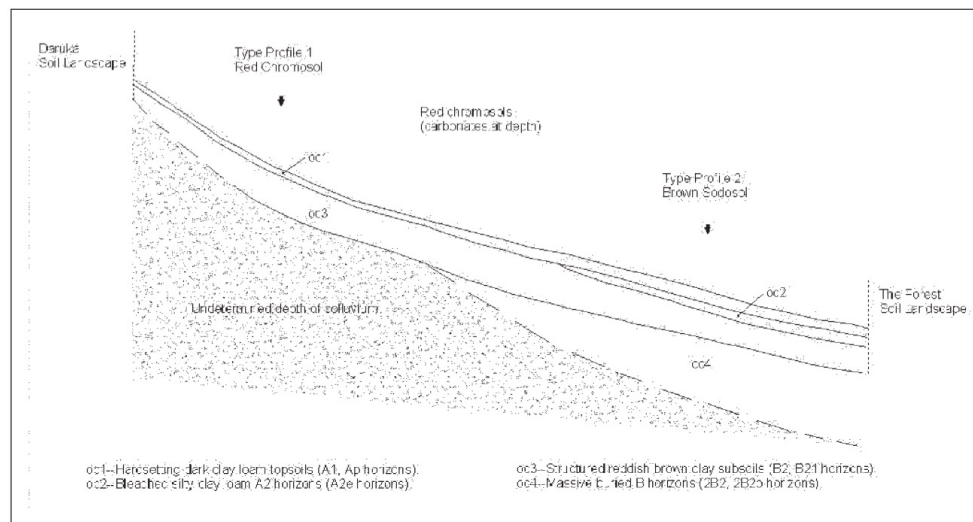 Daruka
Soil Landscape
Type Profile 1
Red Chromosol
Red chromosols
(carbonates at depth)
oc1
Type Profile 2
Brown Sodosol
oc3
oc2
The Forest
Soil Landscape
Undetermined depth of colluvium
oc4
oc1--Hardsetting dark clay loam topsoils (A1, Ap horizons).
oc2--Bleached silty clay loam A2 horizons (A2e horizons).
oc3--Structured reddish brown clay subsoils (B2, B21 horizons).
oc4--Massive buried B horizons (2B2, 2B2b horizons).